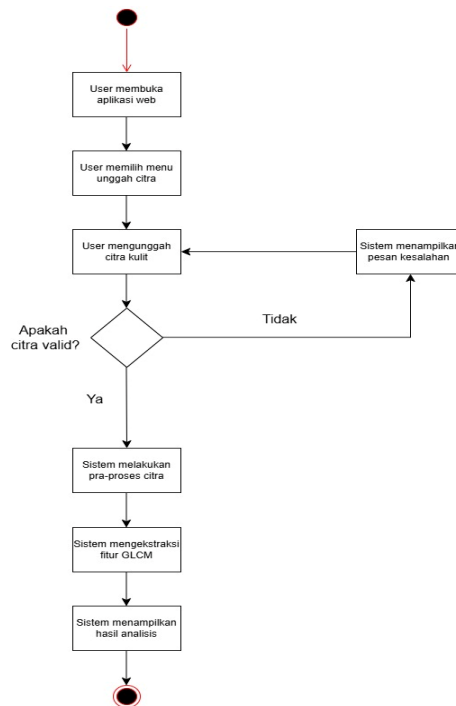 User membuka
aplikasi web
User memilih menu
unggah citra
User mengunggah
citra kulit
Sistem menampilkan
pesan kesalahan
Apakah
citra valid?
Tidak
Ya
Sistem melakukan
pra-proses citra
Sistem mengekstraksi
fitur GLCM
Sistem menampilkan
hasil analisis